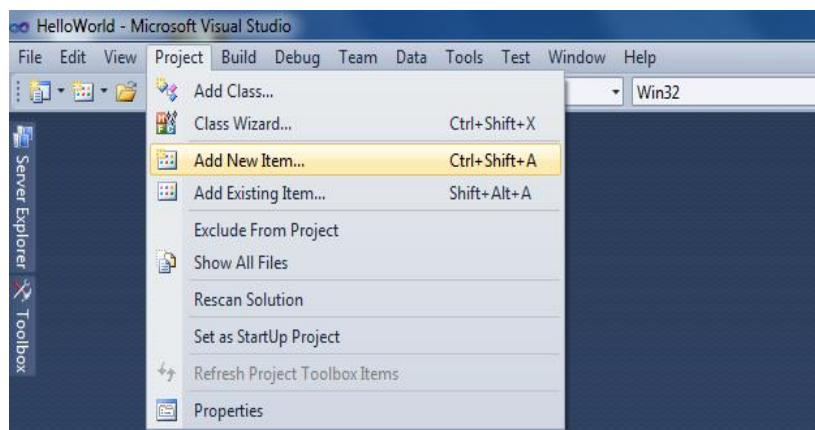 HelloWorld - Microsoft Visual Studio
File Edit View Project Build Debug Team Data Tools Test Window Help
Win32
Add Class...
Class Wizard... Ctrl+Shift+X
Add New Item... Ctrl+Shift+A
Add Existing Item... Shift+Alt+A
Exclude From Project
Show All Files
Rescan Solution
Set as StartUp Project
Refresh Project Toolbox Items
Properties
Server Explorer
Toolbox